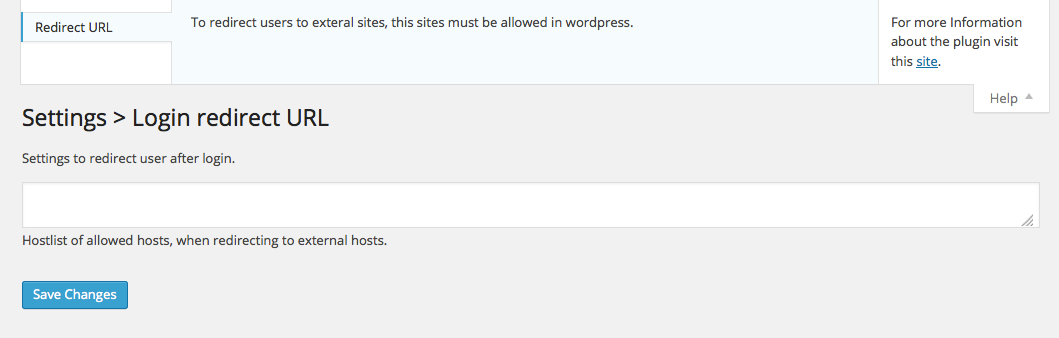 Redirect URL
To redirect users to exteral sites, this sites must be allowed in wordpress.
For more Information
about the plugin visit
this site.
Help
Settings > Login redirect URL
Settings to redirect user after login.
Hostlist of allowed hosts, when redirecting to external hosts.
Save Changes